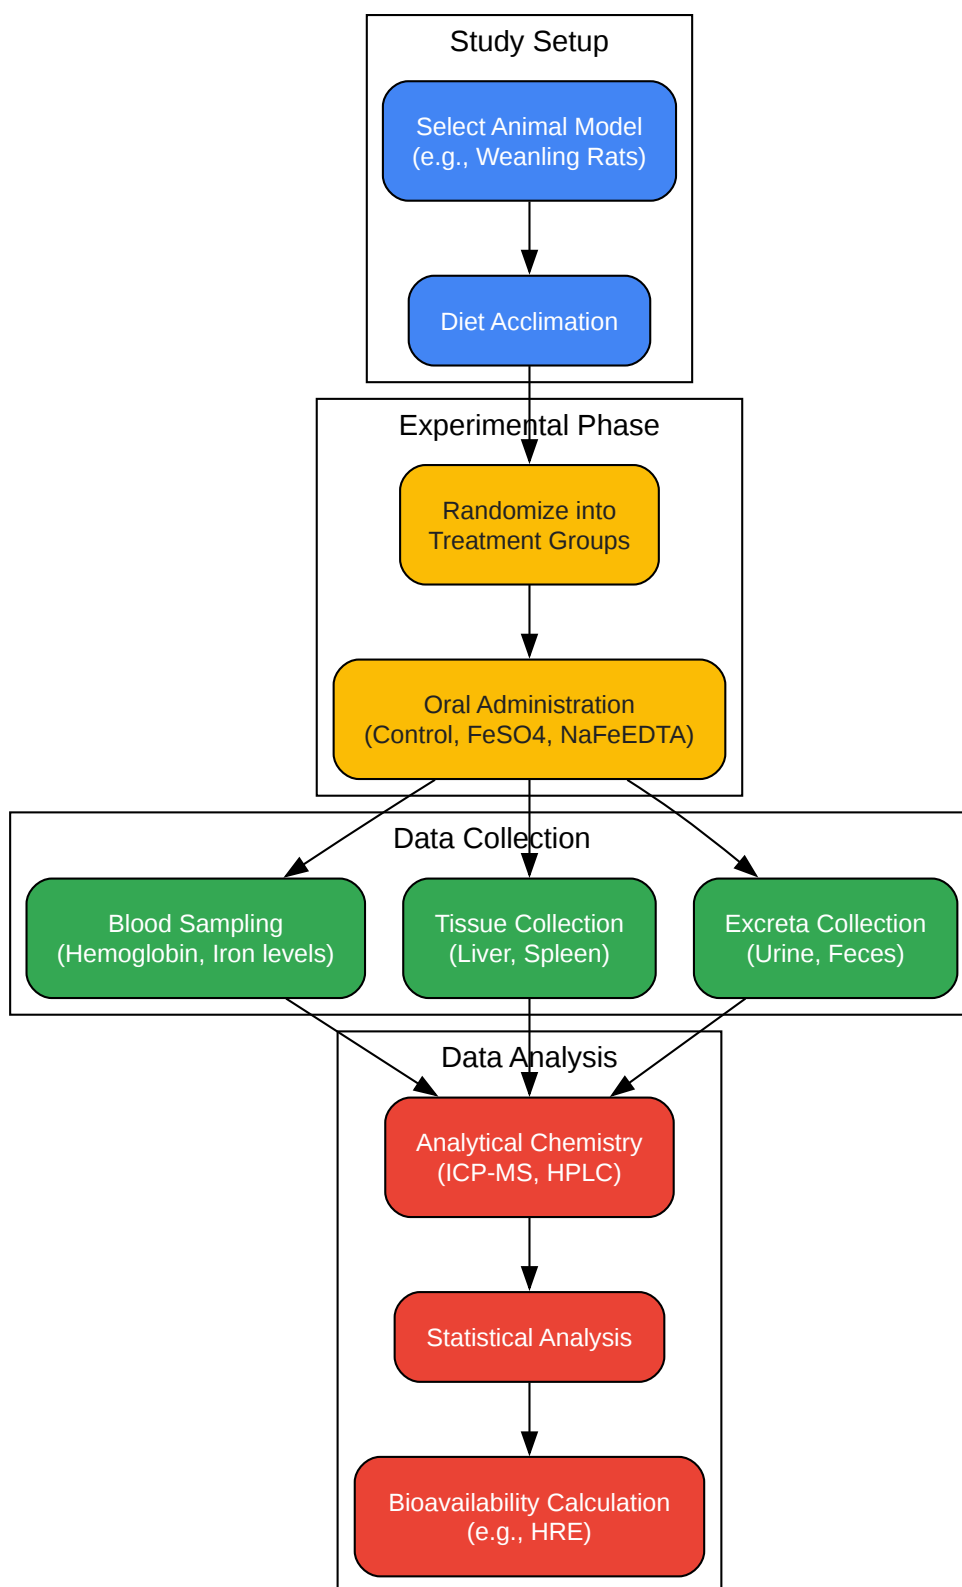 Study Setup
Select Animal Model
(e.g., Weanling Rats)
Diet Acclimation
Experimental Phase
Randomize into
Treatment Groups
Oral Administration
(Control, FeSO4, NaFeEDTA)
Data Collection
Blood Sampling
(Hemoglobin, Iron levels)
Tissue Collection
(Liver, Spleen)
Excreta Collection
(Urine, Feces)
Data Analysis
Analytical Chemistry
(ICP-MS, HPLC)
Statistical Analysis
Bioavailability Calculation
(e.g., HRE)